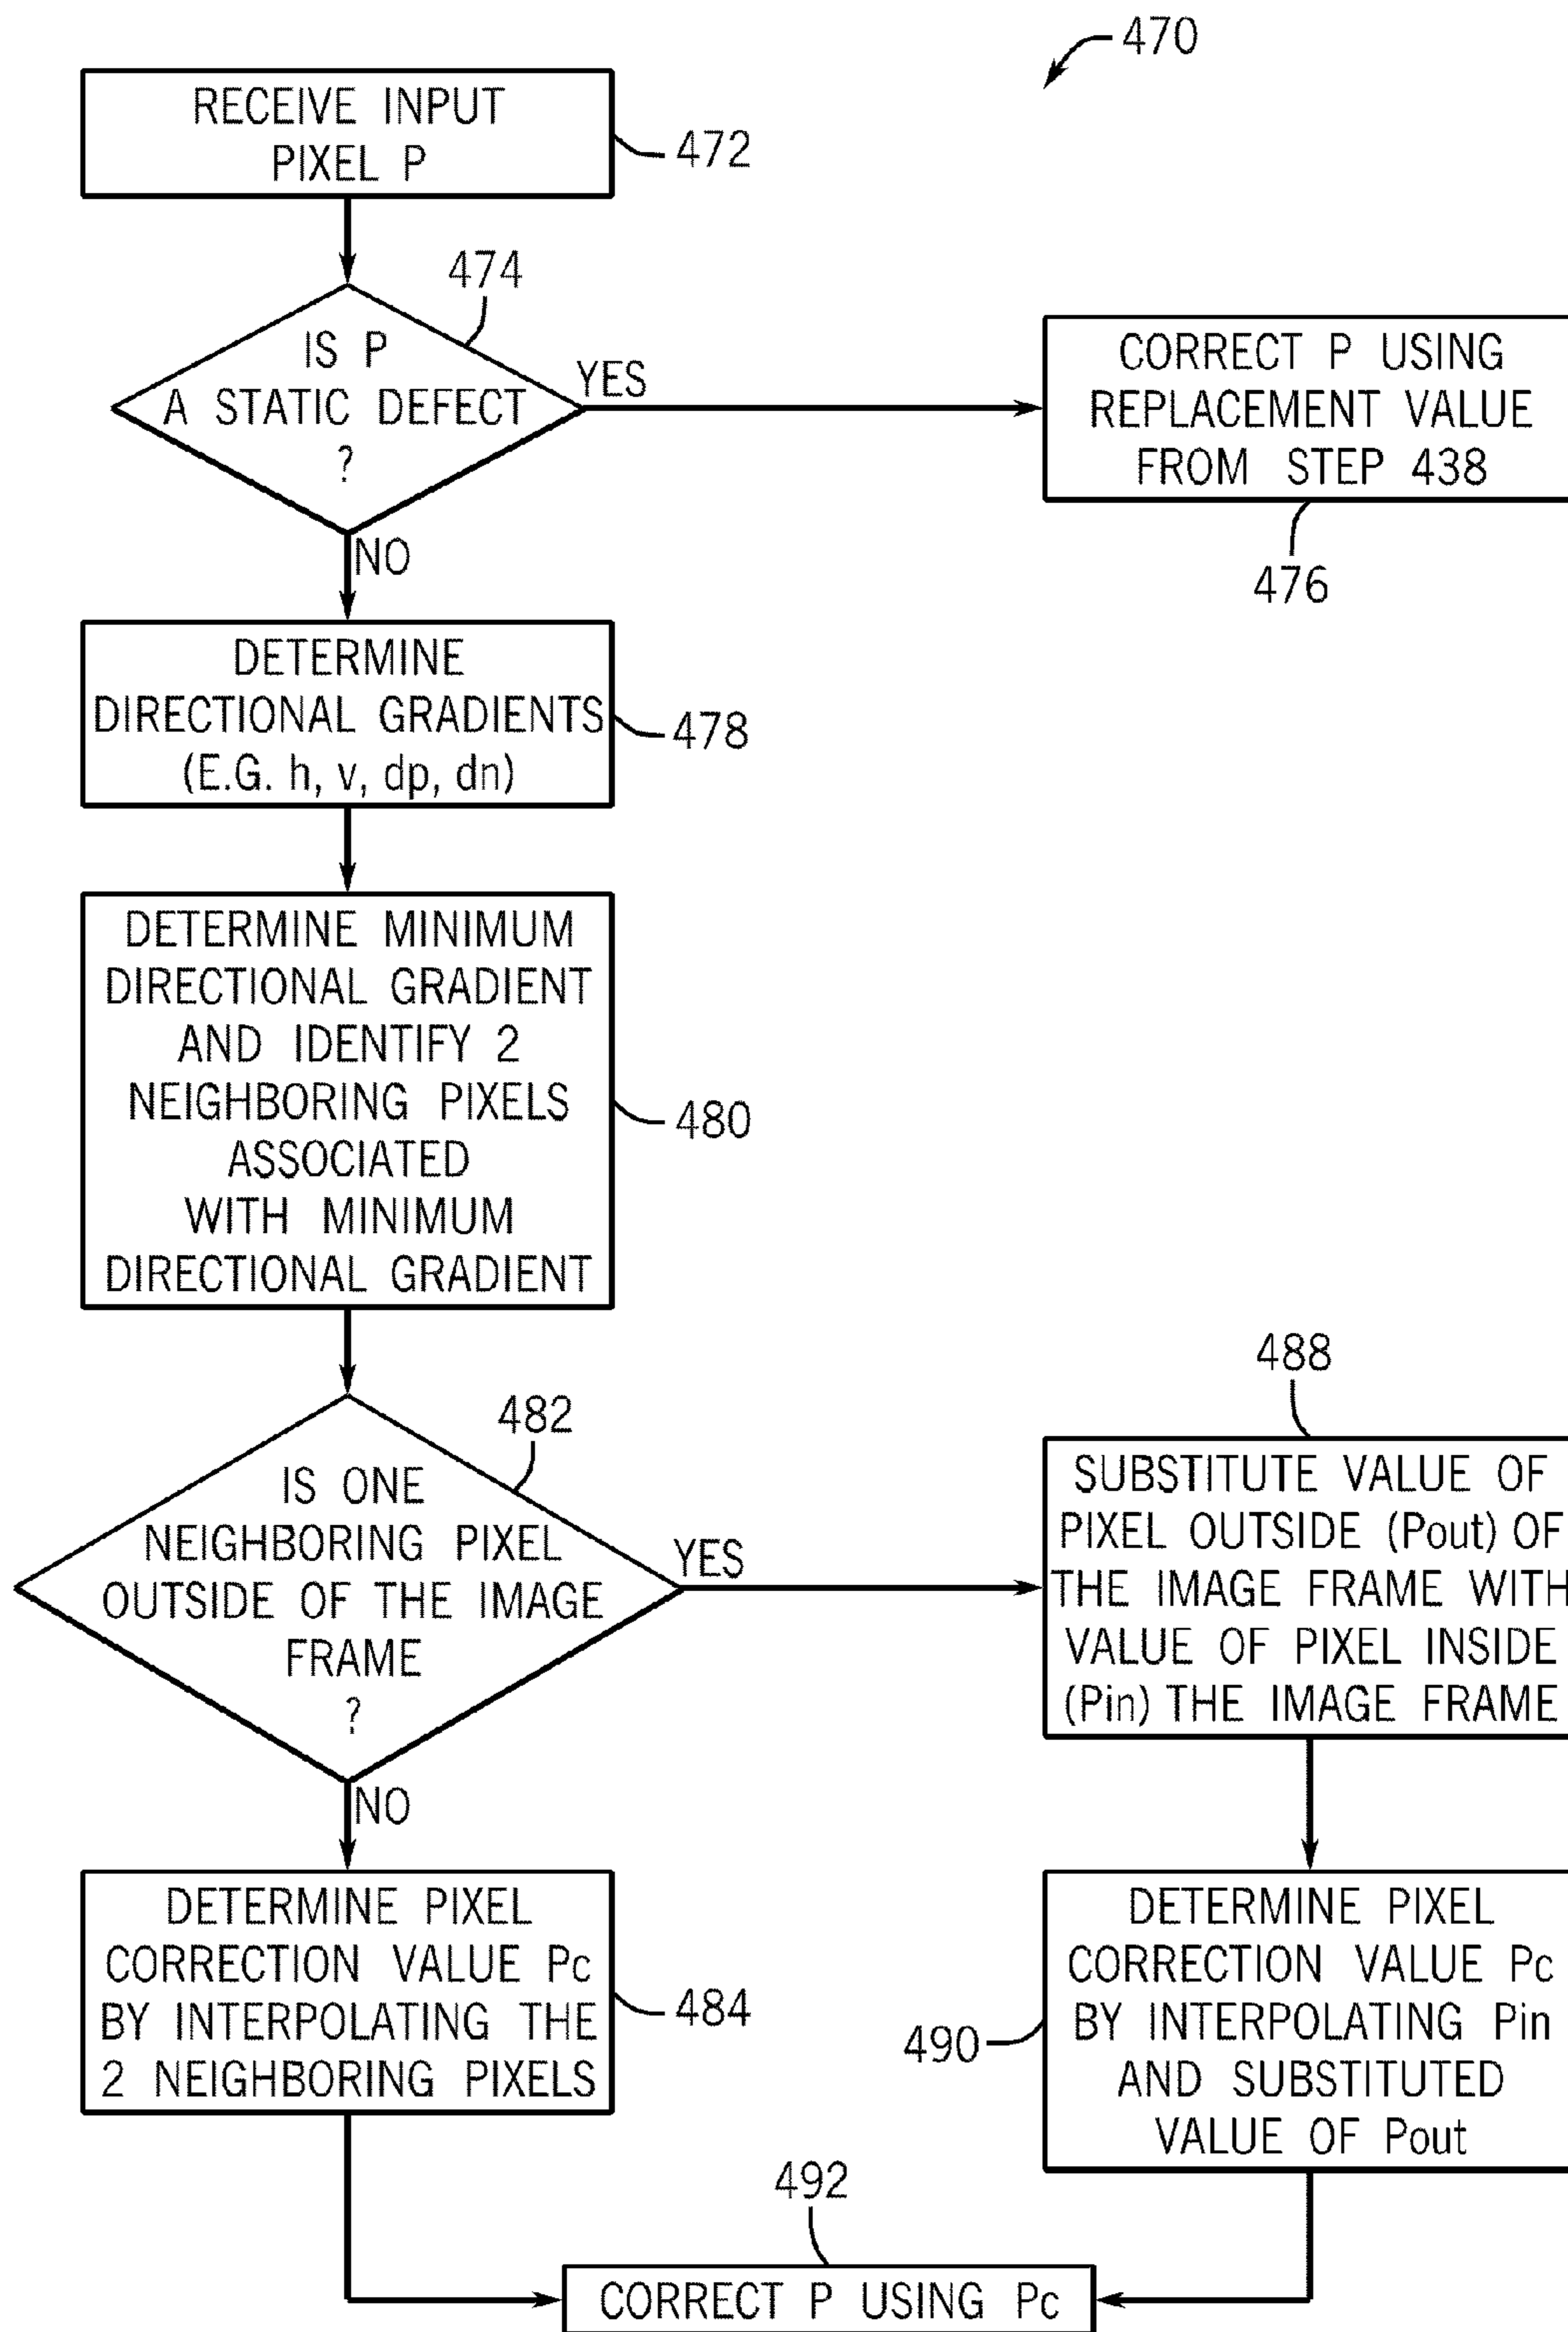 470
RECEIVE INPUT
PIXEL P
472
474
IS P
A STATIC DEFECT
?
YES
CORRECT P USING
REPLACEMENT VALUE
FROM STEP 438
476
NO
DETERMINE
DIRECTIONAL GRADIENTS
(E.G. h, v, dp, dn)
478
DETERMINE MINIMUM
DIRECTIONAL GRADIENT
AND IDENTIFY 2
NEIGHBORING PIXELS
ASSOCIATED
WITH MINIMUM
DIRECTIONAL GRADIENT
480
482
IS ONE
NEIGHBORING PIXEL
OUTSIDE OF THE IMAGE
FRAME
?
YES
488
SUBSTITUTE VALUE OF
PIXEL OUTSIDE (Pout) OF
THE IMAGE FRAME WITH
VALUE OF PIXEL INSIDE
(Pin) THE IMAGE FRAME
NO
DETERMINE PIXEL
CORRECTION VALUE Pc
BY INTERPOLATING THE
2 NEIGHBORING PIXELS
484
490
DETERMINE PIXEL
CORRECTION VALUE Pc
BY INTERPOLATING Pin
AND SUBSTITUTED
VALUE OF Pout
492
CORRECT P USING Pc